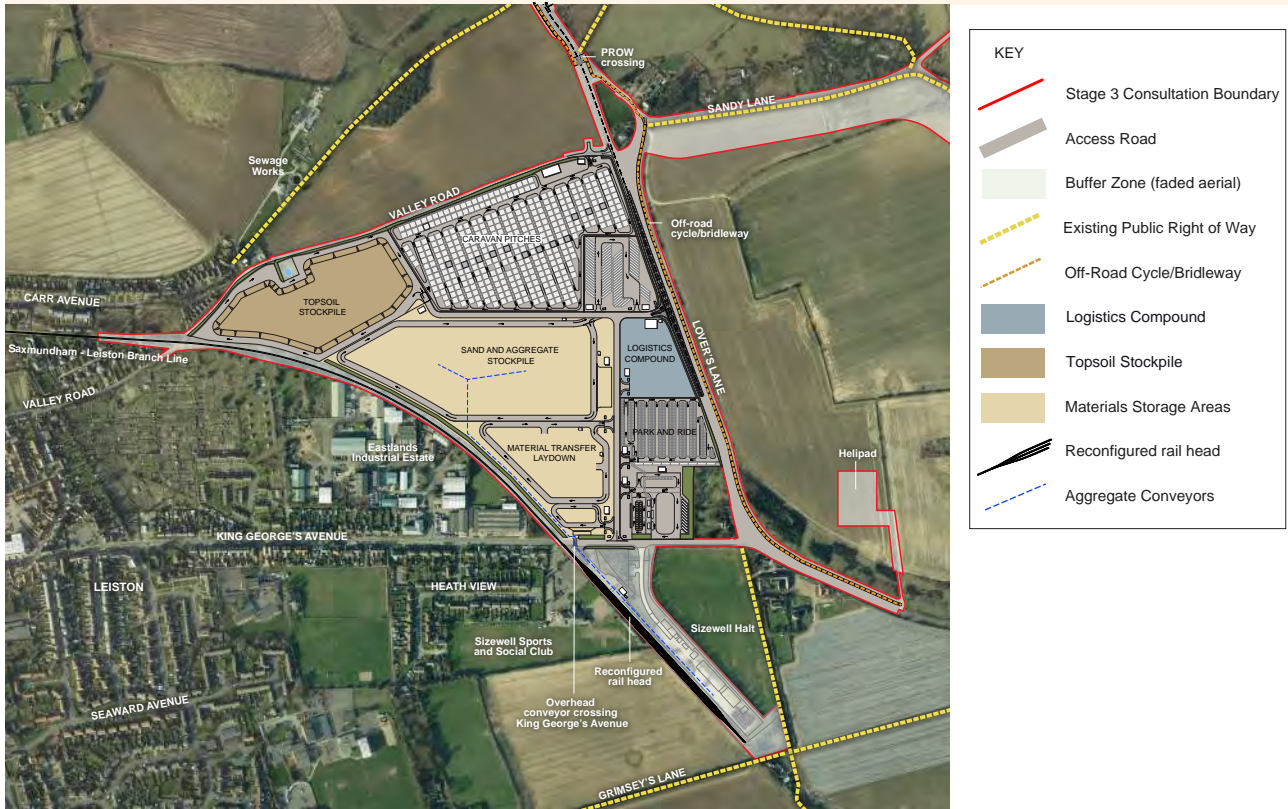 PROW
crossing
SANDY LANE
Sewage
Works
VALLEY ROAD
Off-road
cycle/bridleway
CARAVAN PITCHES
CARR AVENUE
TOPSOIL
STOCKPILE
LOVER'S LANE
Saxmundham - Leiston Branch Line
SAND AND AGGREGATE
STOCKPILE
LOGISTICS
COMPOUND
VALLEY ROAD
PARK AND RIDE
Eastlands
Industrial Estate
MATERIAL TRANSFER
LAYDOWN
Helipad
KING GEORGE'S AVENUE
LEISTON
HEATH VIEW
Sizewell Sports
and Social Club
Sizewell Halt
Reconfigured
rail head
Overhead
conveyor crossing
King George's Avenue
SEAWARD AVENUE
GRIMSEY'S LANE
KEY
Stage 3 Consultation Boundary
Access Road
Buffer Zone (faded aerial)
Existing Public Right of Way
Off-Road Cycle/Bridleway
Logistics Compound
Topsoil Stockpile
Materials Storage Areas
Reconfigured rail head
Aggregate Conveyors